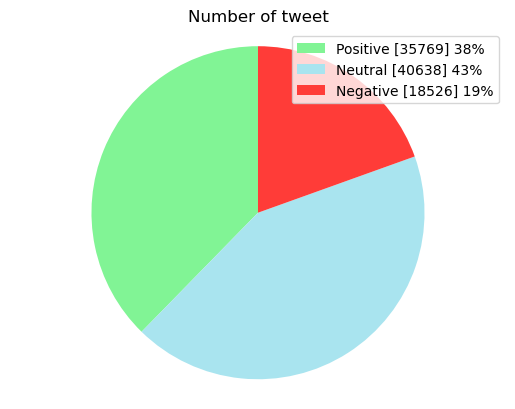 Number of tweet
Positive [35769] 38%
Neutral [40638] 43%
Negative [18526] 19%